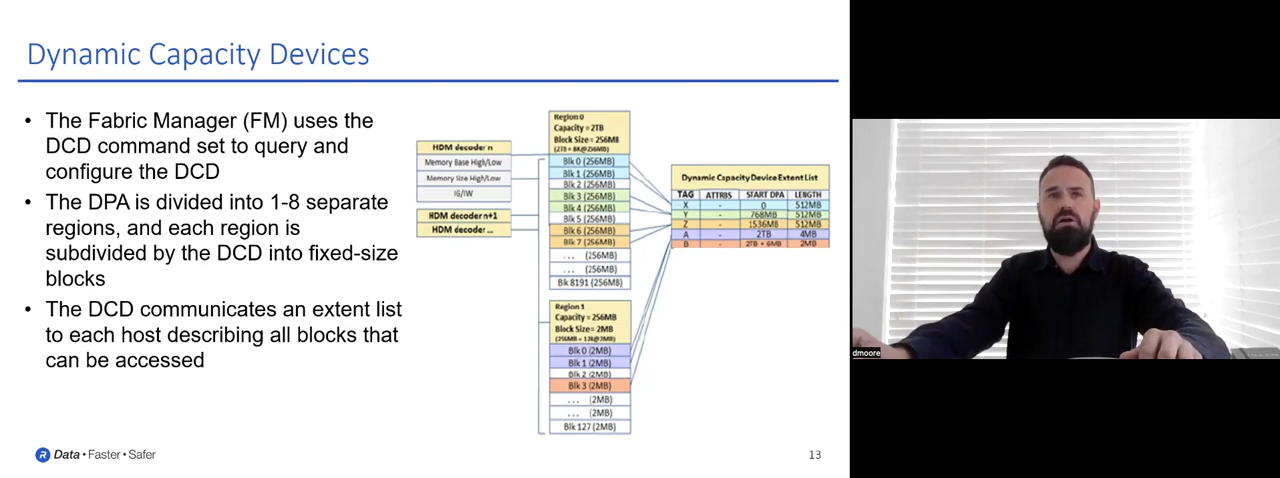 Dynamic Capacity Devices
• The Fabric Manager (FM) uses the
DCD command set to query and
configure the DCD
• The DPA is divided into 1-8 separate
regions, and each region is
subdivided by the DCD into fixed-size
blocks
• The DCD communicates an extent list
to each host describing all blocks that
can be accessed
HDM decoder n
Memory Base High/Low
Memory Size High/Low
IG/IW
HDM decoder n+1
HDM decoder ...
Region 0
Capacity = 2TB
Block Size = 256MB
(2TB = 8K@256MB)
Blk 0 (256MB)
Blk 1 (256MB)
Blk 2 (256MB)
Blk 3 (256MB)
Blk 4 (256MB)
Blk 5 (256MB)
Blk 6 (256MB)
Blk 7 (256MB)
... (256MB)
... (256MB)
Blk 8191 (256MB)
Region 1
Capacity = 256MB
Block Size= 2MB
(256MB = 128@2MB)
Blk 0 (2MB)
Blk 1 (2MB)
Blk 2 (2MB)
Blk 3 (2MB)
... (2MB)
... (2MB)
Blk 127 (2MB)
Dynamic Capacity Device Extent List
TAG ATTRBS START DPA LENGTH
X - 0 512MB
Y - 768MB 512MB
Z - 1536MB 512MB
A - 2TB 4MB
B - 2TB + 6MB 2MB
R Data • Faster • Safer
13
dmoore